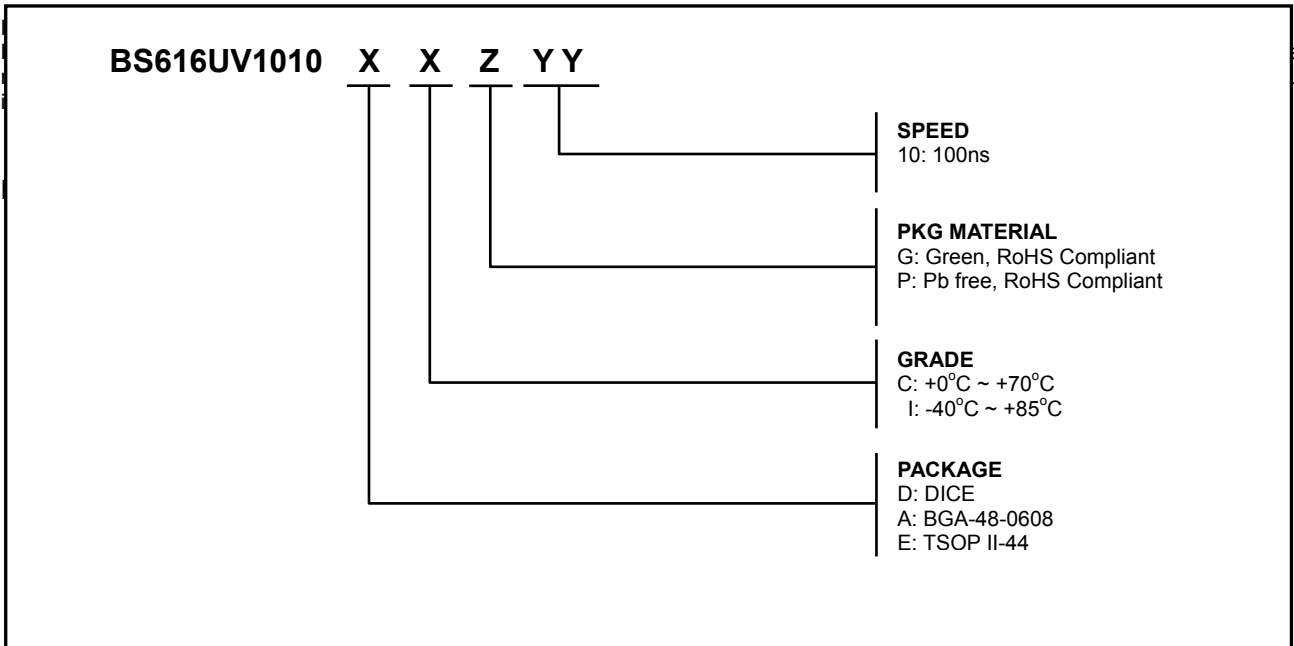 BS616UV1010 X X Z Y Y
SPEED
10: 100ns
PKG MATERIAL
G: Green, RoHS Compliant
P: Pb free, RoHS Compliant
GRADE
C: +0°C ~ +70°C
I: -40°C ~ +85°C
PACKAGE
D: DICE
A: BGA-48-0608
E: TSOP II-44